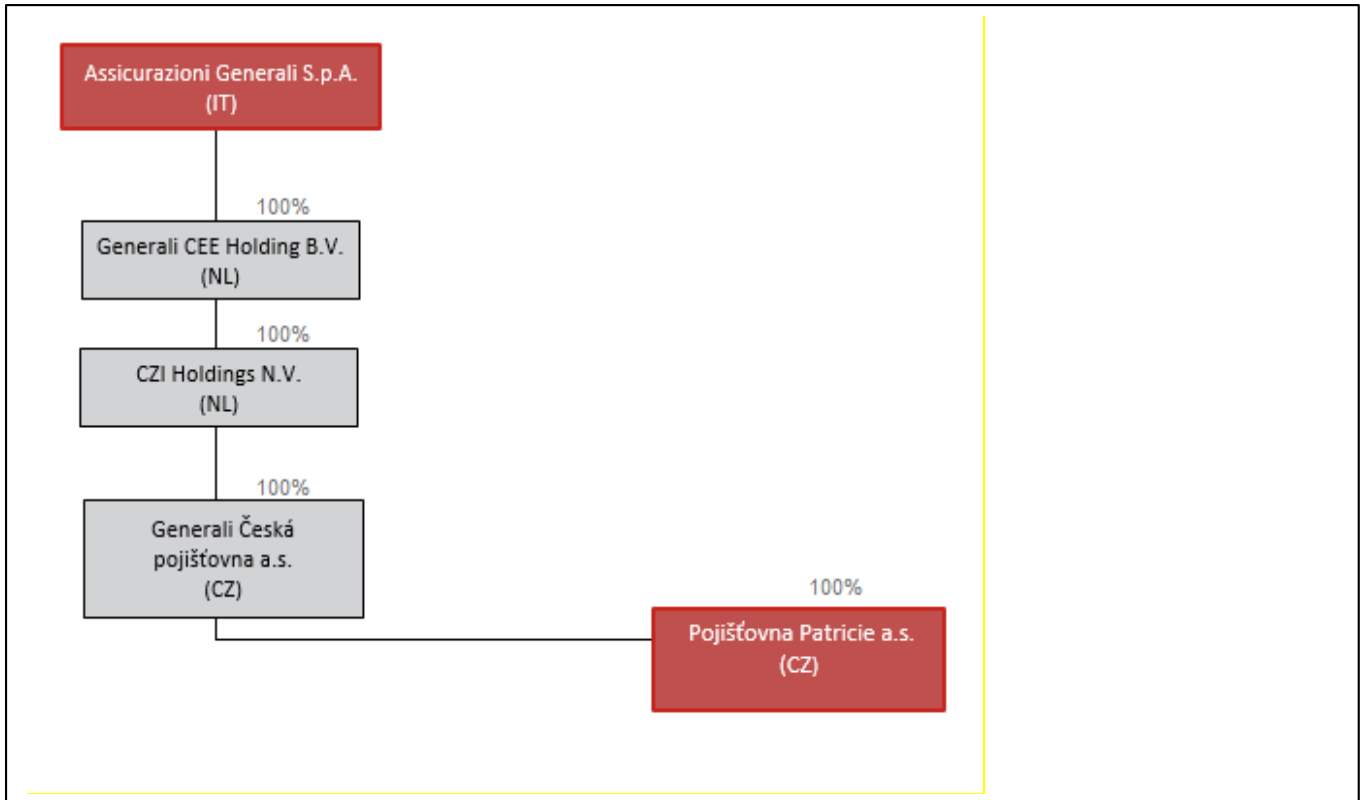 Assicurazioni Generali S.p.A.
(IT)
100%
Generali CEE Holding B.V.
(NL)
100%
CZI Holdings N.V.
(NL)
100%
Generali Česká
pojišťovna a.s.
(CZ)
100%
Pojišťovna Patricie a.s.
(CZ)